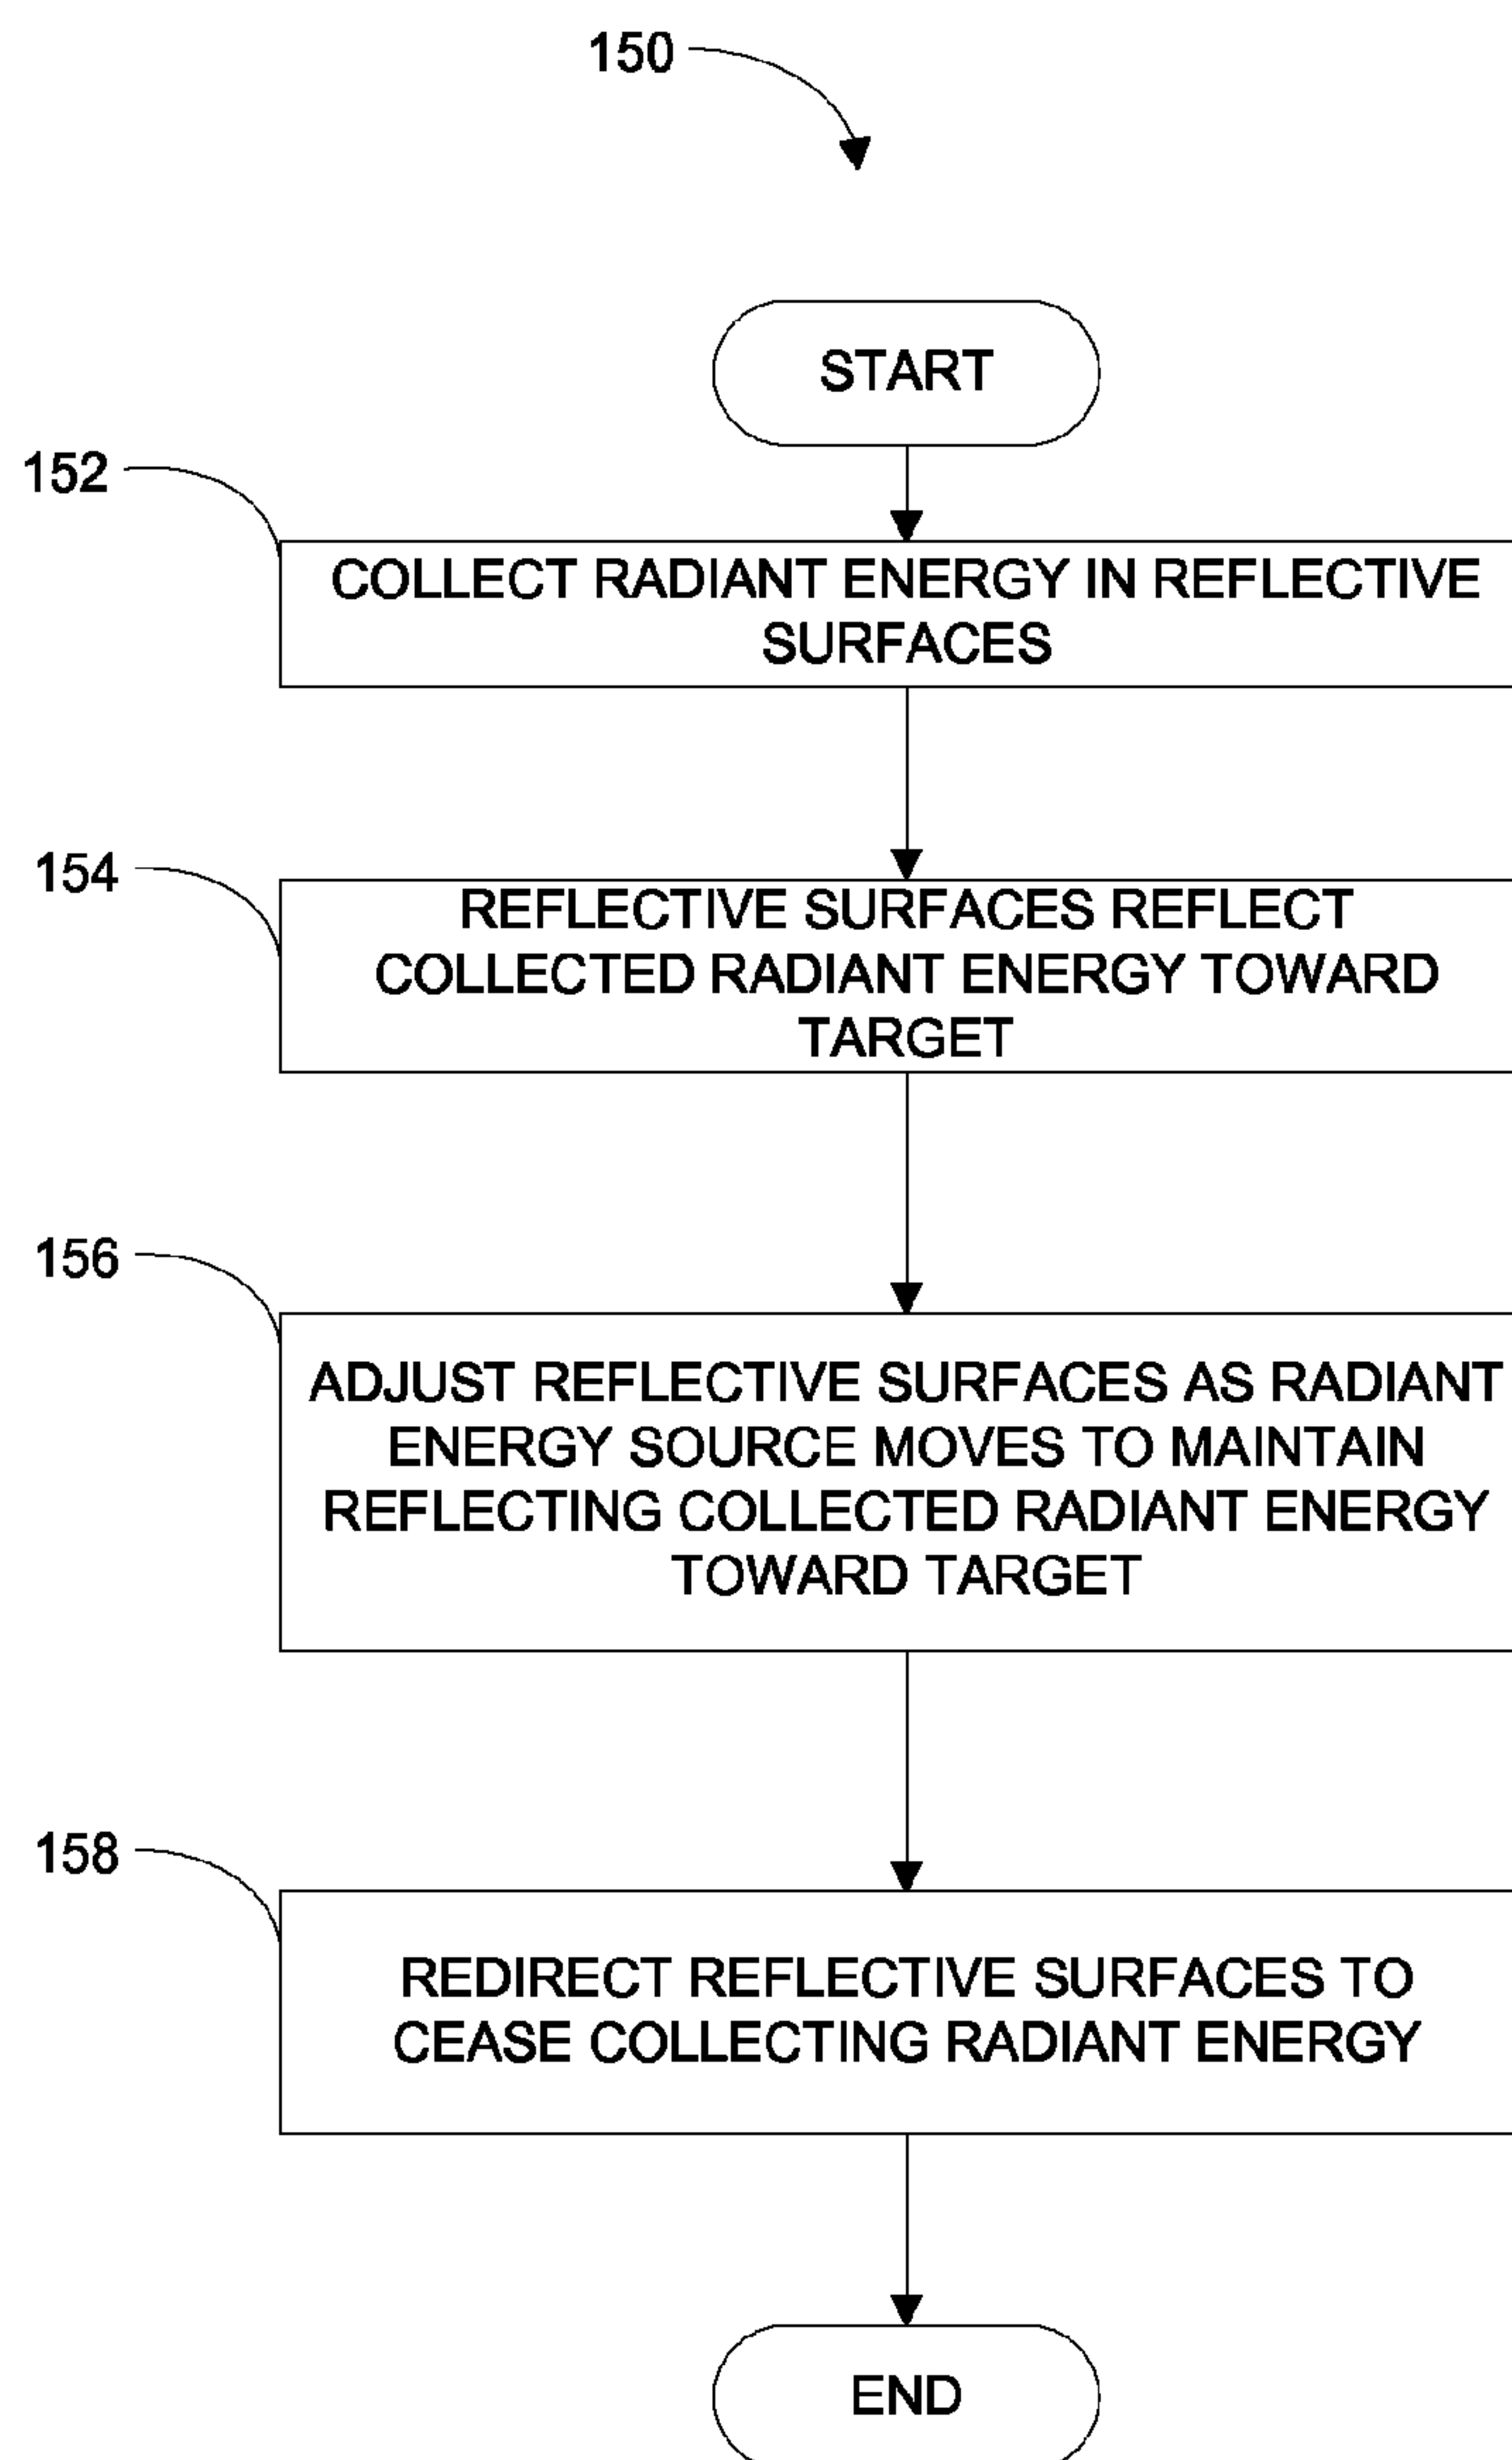 150
START
152
COLLECT RADIANT ENERGY IN REFLECTIVE
SURFACES
154
REFLECTIVE SURFACES REFLECT
COLLECTED RADIANT ENERGY TOWARD
TARGET
156
ADJUST REFLECTIVE SURFACES AS RADIANT
ENERGY SOURCE MOVES TO MAINTAIN
REFLECTING COLLECTED RADIANT ENERGY
TOWARD TARGET
158
REDIRECT REFLECTIVE SURFACES TO
CEASE COLLECTING RADIANT ENERGY
END